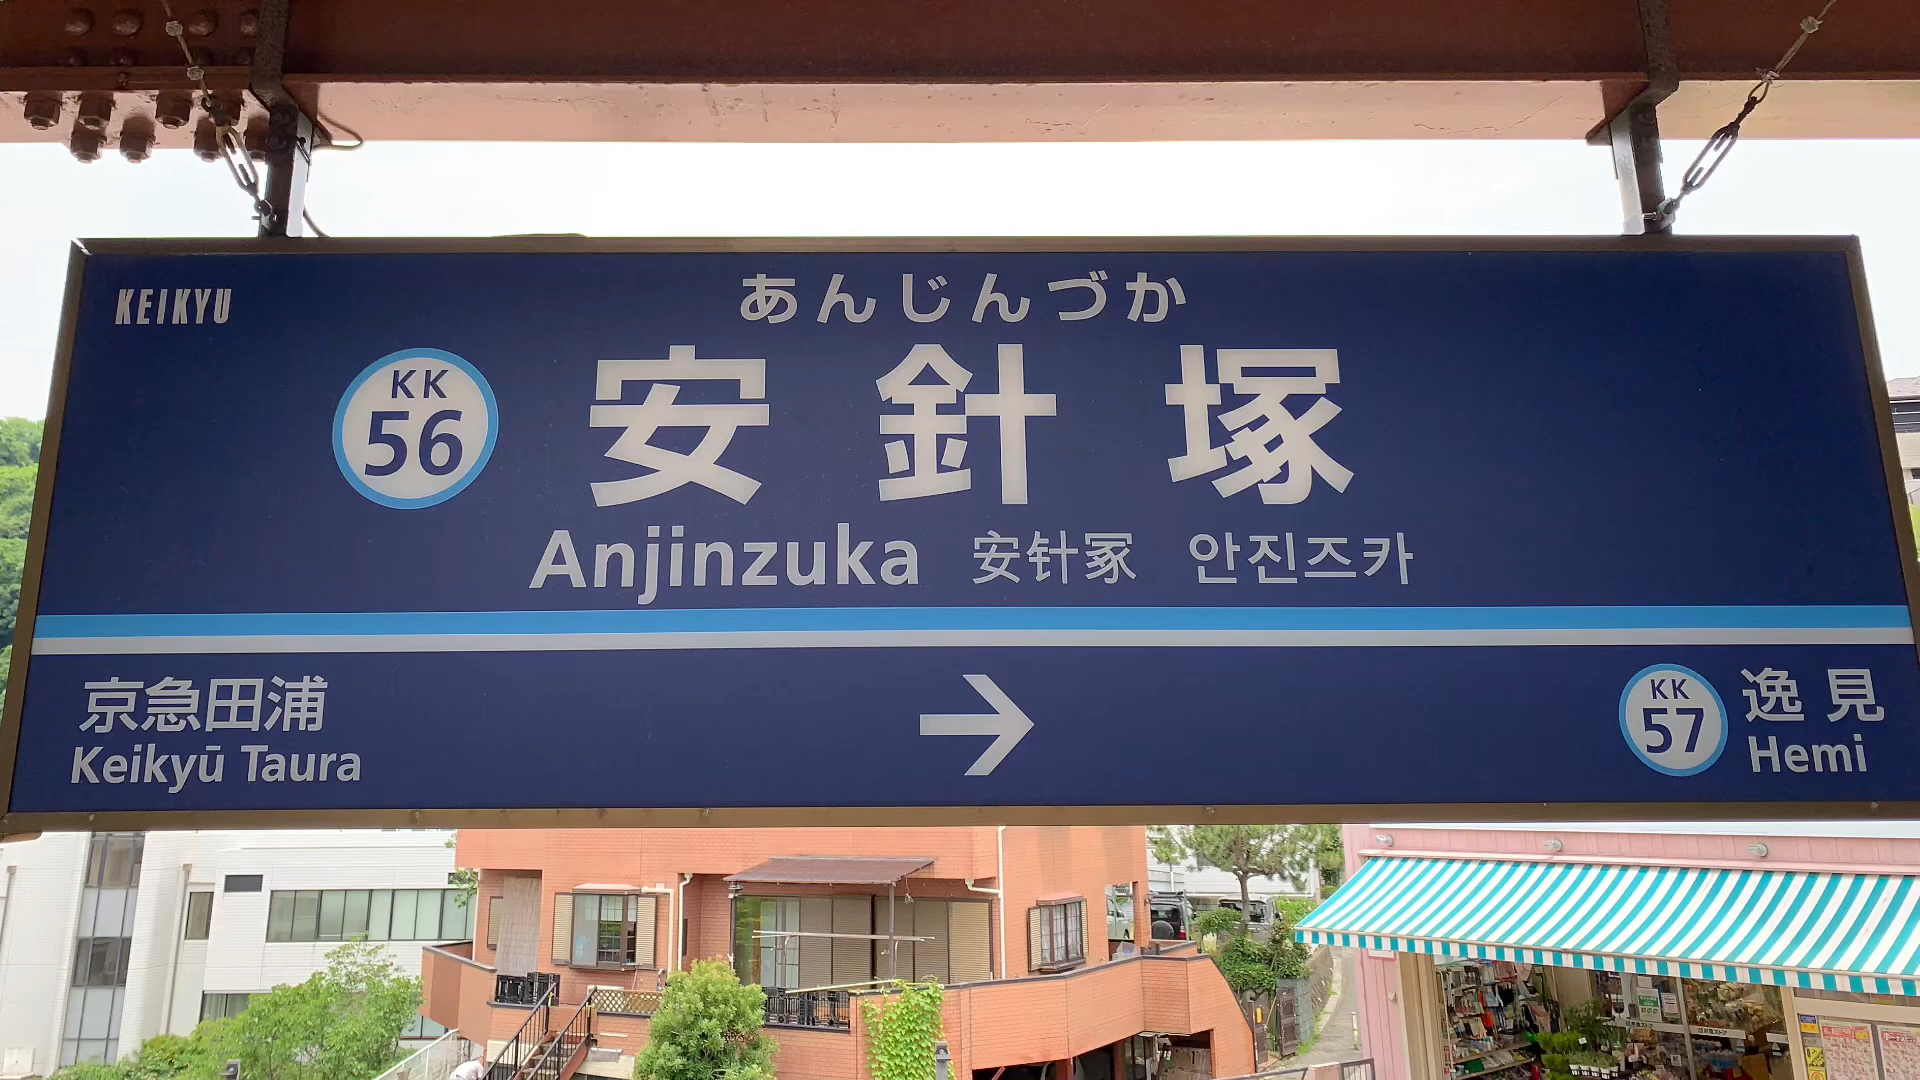 KEIKYU
あんじんづか
KK
56
安針塚
Anjinzuka 安针冢 안진즈카
京急田浦
Keikyū Taura
→
KK
57
逸見
Hemi